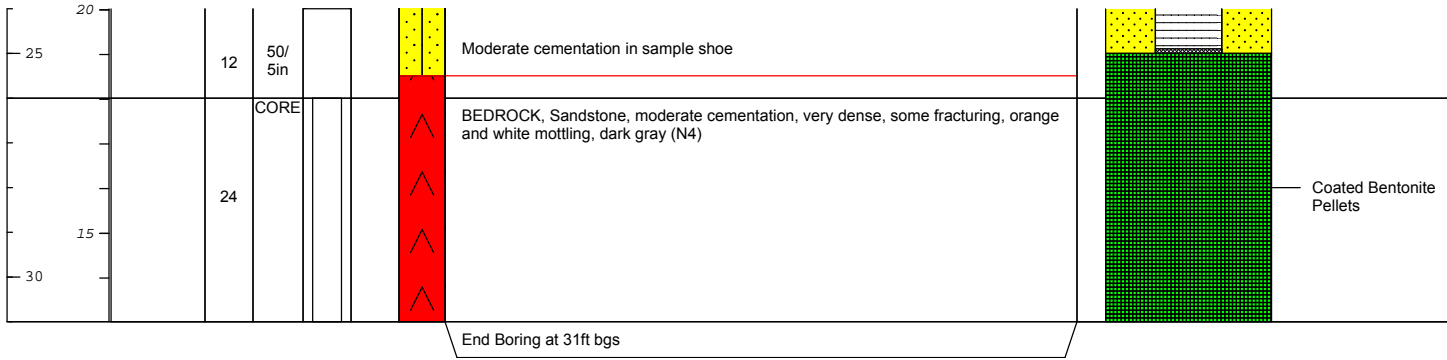 20
25
12
50/
5in
Moderate cementation in sample shoe
CORE
BEDROCK, Sandstone, moderate cementation, very dense, some fracturing, orange
and white mottling, dark gray (N4)
24
Coated Bentonite
Pellets
15
30
End Boring at 31ft bgs